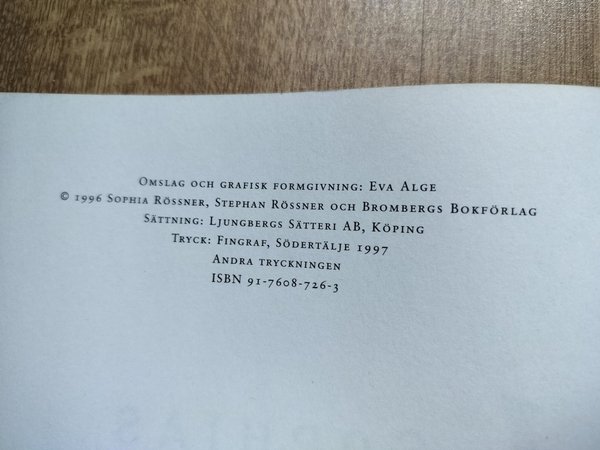 Omslag och grafisk formgivning: Eva Alge
© 1996 Sophia Rössner, Stephan Rössner och Brombergs Bokförlag
Sättning: Ljungbergs Sätteri AB, Köping
Tryck: Fingraf, Södertälje 1997
Andra tryckningen
ISBN 91-7608-726-3